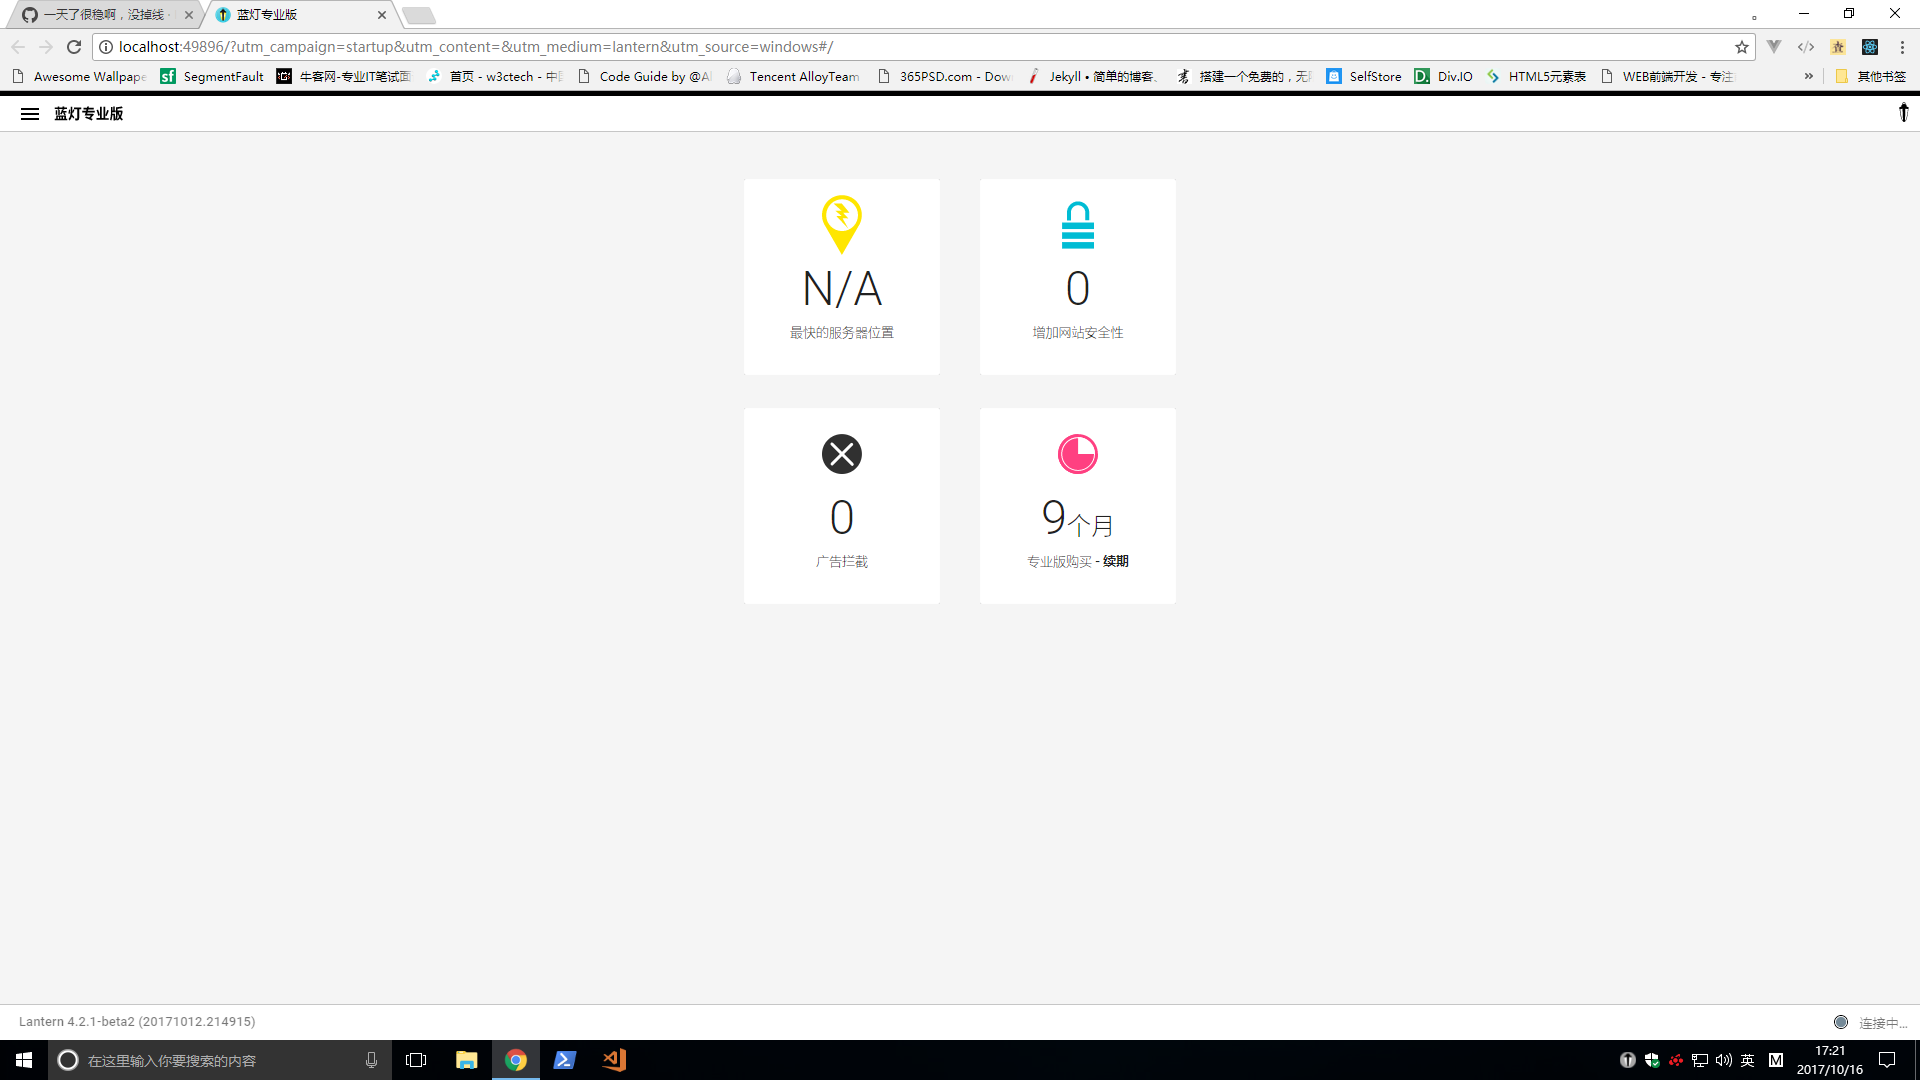 一天了很稳啊，没掉线 ·
蓝灯专业版
localhost:49896/?utm_campaign=startup&utm_content=&utm_medium=lantern&utm_source=windows#/
Awesome Wallpape
sf SegmentFault
牛客网-专业IT笔试面
首页 - w3ctech - 中国
Code Guide by @A
Tencent AlloyTeam
365PSD.com - Dow
Jekyll • 简单的博客、
搭建一个免费的，无限
SelfStore
D. Div.IO
HTML5元素表
WEB前端开发 - 专注
»
其他书签
蓝灯专业版
N/A
最快的服务器位置
0
增加网站安全性
0
广告拦截
9个月
专业版购买 - 续期
Lantern 4.2.1-beta2 (20171012.214915)
连接中...
在这里输入你要搜索的内容
英
M
17:21
2017/10/16